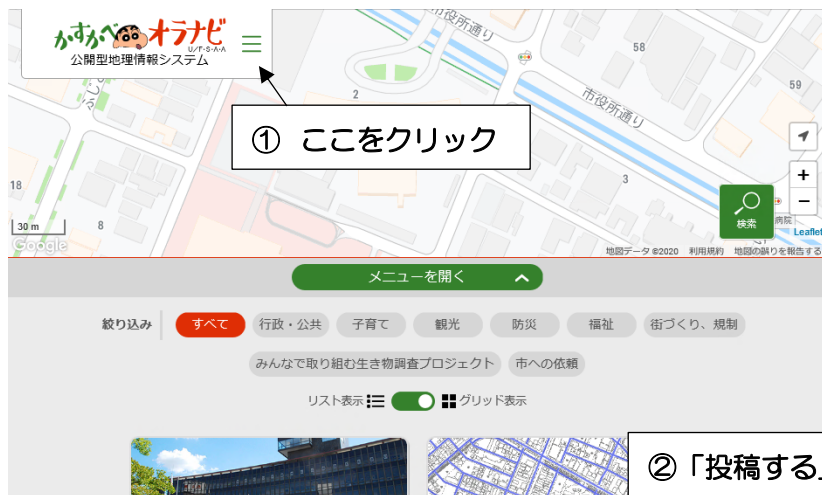 かすかべオラナビ
U/F・S・A・A
公開型地理情報システム
市役所通り
58
59
2
市役所通り
① ここをクリック
3
18
8
30 m
Google
検索
+
−
病院
Leaflet
地図データ ©2020 利用規約 地図の誤りを報告する
メニューを開く
絞り込み すべて 行政・公共 子育て 観光 防災 福祉 街づくり、規制
みんなで取り組む生き物調査プロジェクト 市への依頼
リスト表示 グリッド表示
②「投稿する」